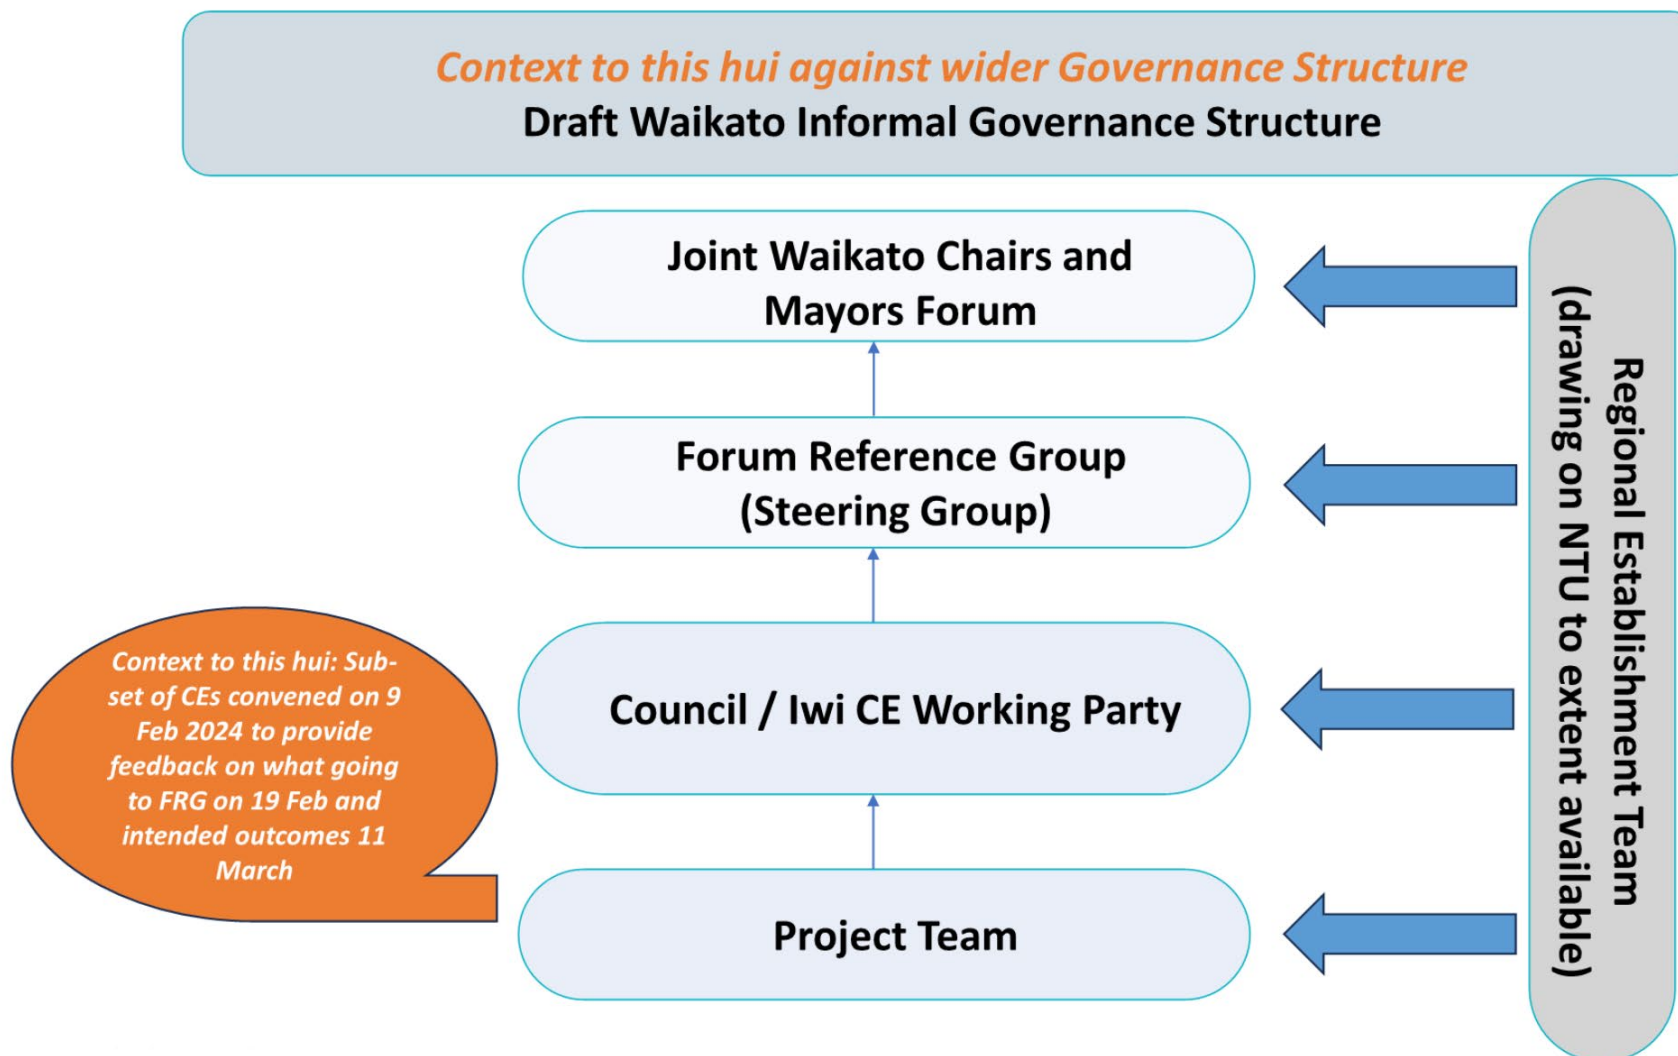 Context to this hui against wider Governance Structure
Draft Waikato Informal Governance Structure
Joint Waikato Chairs and
Mayors Forum
Forum Reference Group
(Steering Group)
Council / Iwi CE Working Party
Project Team
Context to this hui: Sub-
set of CEs convened on 9
Feb 2024 to provide
feedback on what going
to FRG on 19 Feb and
intended outcomes 11
March
Regional Establishment Team
(drawing on NTU to extent available)